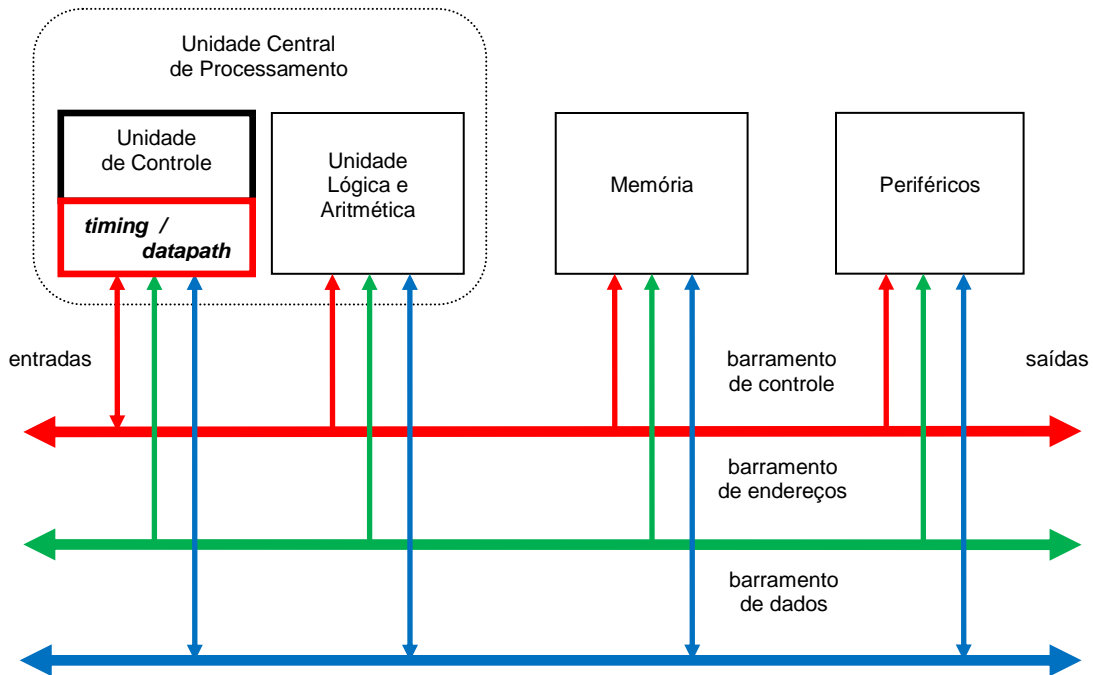 Unidade Central
de Processamento
Unidade
de Controle
timing /
datapath
Unidade
Lógica e
Aritmética
Memória
Periféricos
entradas
barramento
de controle
saídas
barramento
de endereços
barramento
de dados